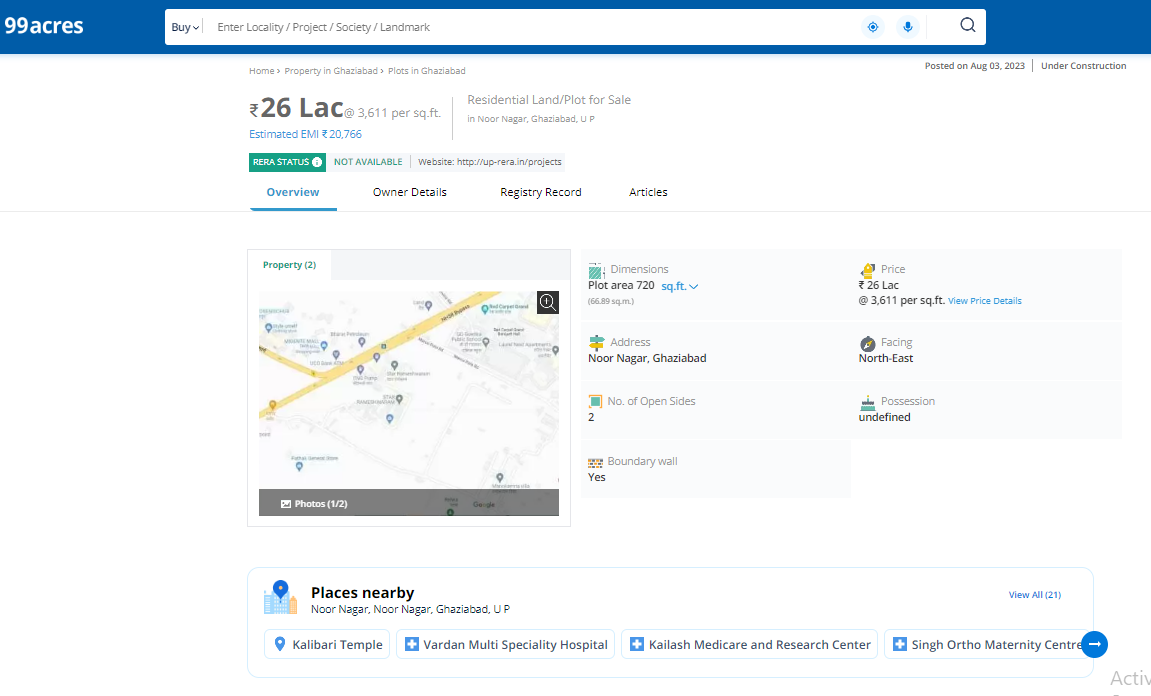 99acres
Buy
Enter Locality / Project / Society / Landmark
Home › Property in Ghaziabad › Plots in Ghaziabad
Posted on Aug 03, 2023 | Under Construction
₹26 Lac @ 3,611 per sq.ft.
Estimated EMI ₹20,766
Residential Land/Plot for Sale
in Noor Nagar, Ghaziabad, U P
RERA STATUS NOT AVAILABLE | Website: http://up-rera.in/projects
Overview Owner Details Registry Record Articles
Property (2)
Red Carpet Grand
Photos (1/2)
Google
Dimensions
Plot area 720 sq.ft.
(66.89 sq.m.)
Price
₹ 26 Lac
@ 3,611 per sq.ft. View Price Details
Address
Noor Nagar, Ghaziabad
Facing
North-East
No. of Open Sides
2
Possession
undefined
Boundary wall
Yes
Places nearby
Noor Nagar, Noor Nagar, Ghaziabad, U P
View All (21)
Kalibari Temple
Vardan Multi Speciality Hospital
Kailash Medicare and Research Center
Singh Ortho Maternity Centre
Activ